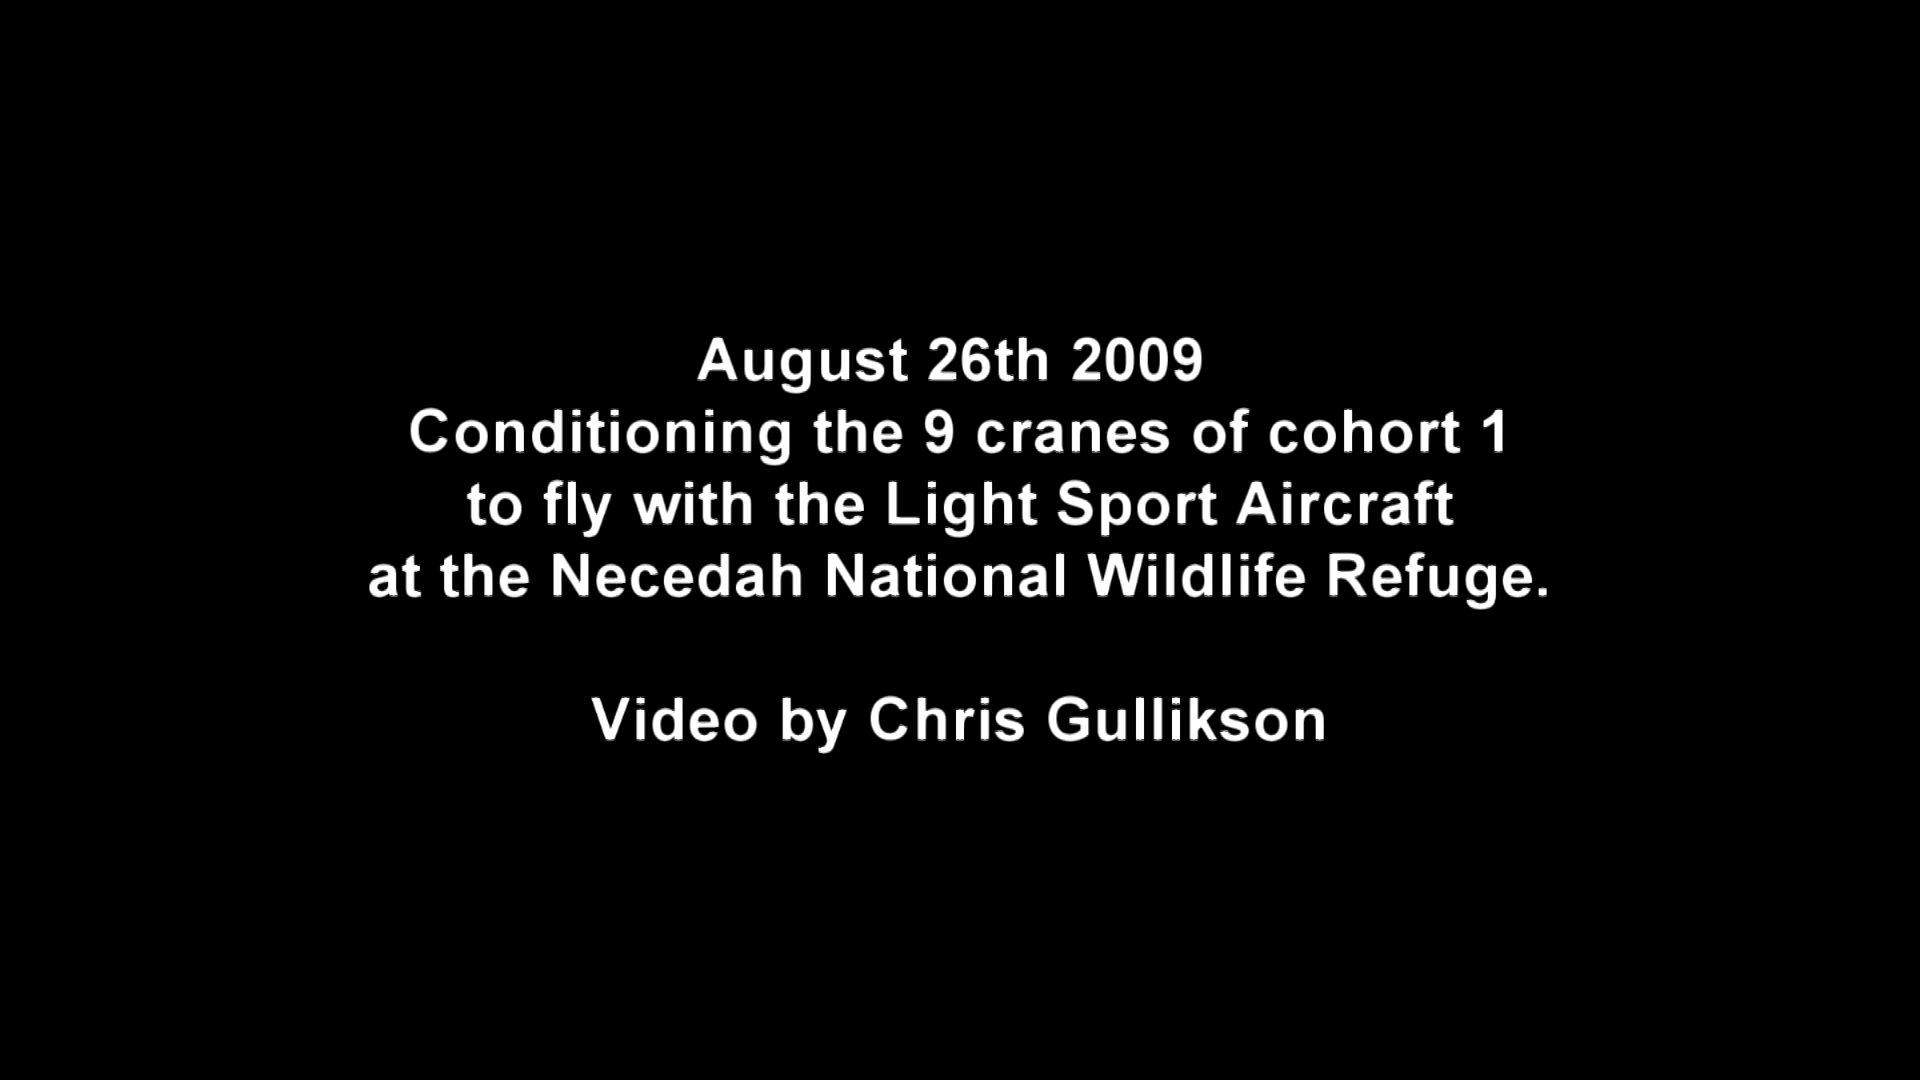 August 26th 2009
Conditioning the 9 cranes of cohort 1
to fly with the Light Sport Aircraft
at the Necedah National Wildlife Refuge.
Video by Chris Gullikson